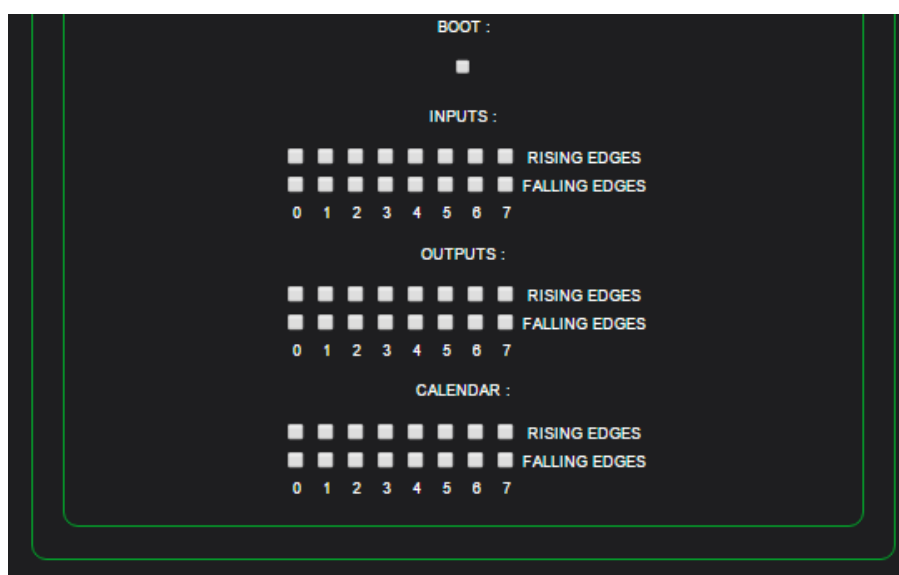 BOOT :
INPUTS :
RISING EDGES
FALLING EDGES
0 1 2 3 4 5 6 7
OUTPUTS :
RISING EDGES
FALLING EDGES
0 1 2 3 4 5 6 7
CALENDAR :
RISING EDGES
FALLING EDGES
0 1 2 3 4 5 6 7